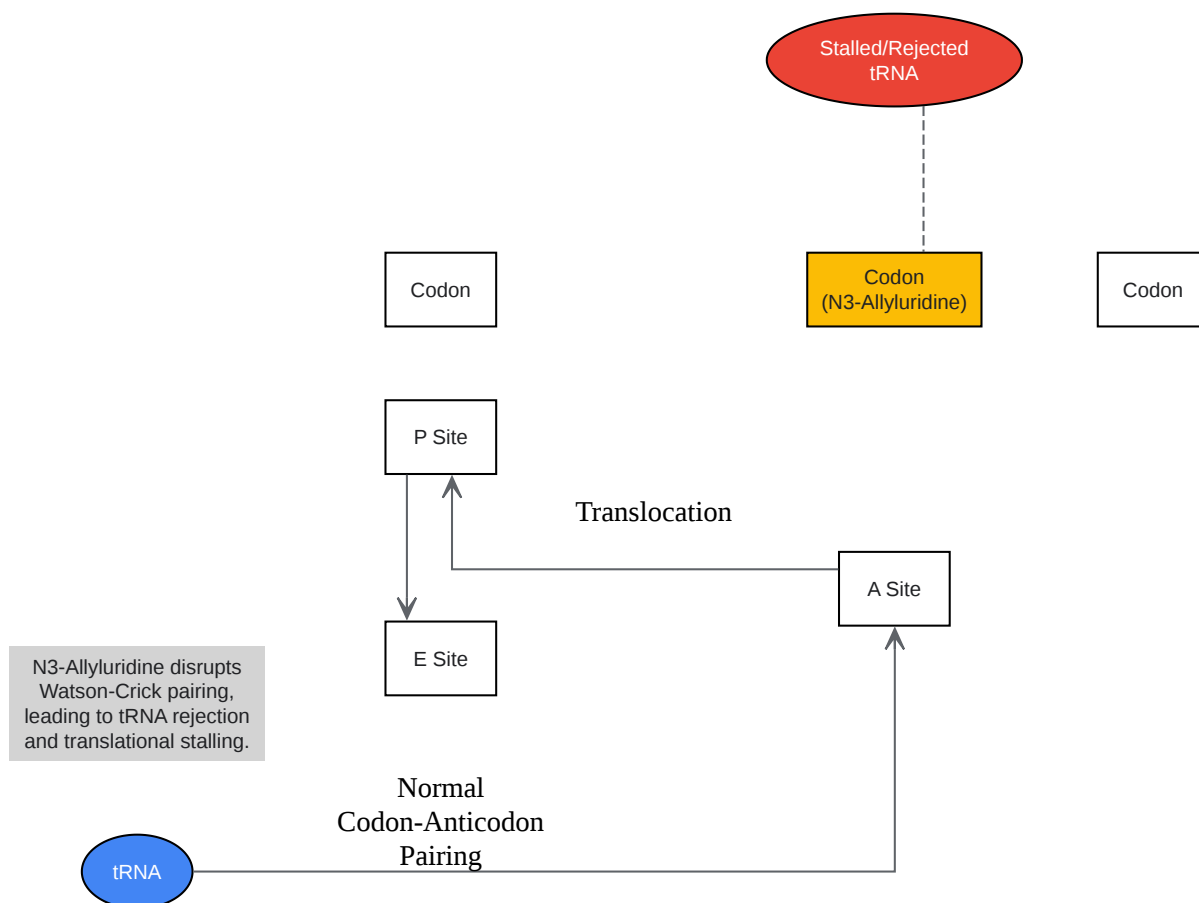 Stalled/Rejected
tRNA
Codon
Codon
(N3-Allyluridine)
Codon
P Site
Translocation
A Site
E Site
N3-Allyluridine disrupts
Watson-Crick pairing,
leading to tRNA rejection
and translational stalling.
Normal
Codon-Anticodon
Pairing
tRNA